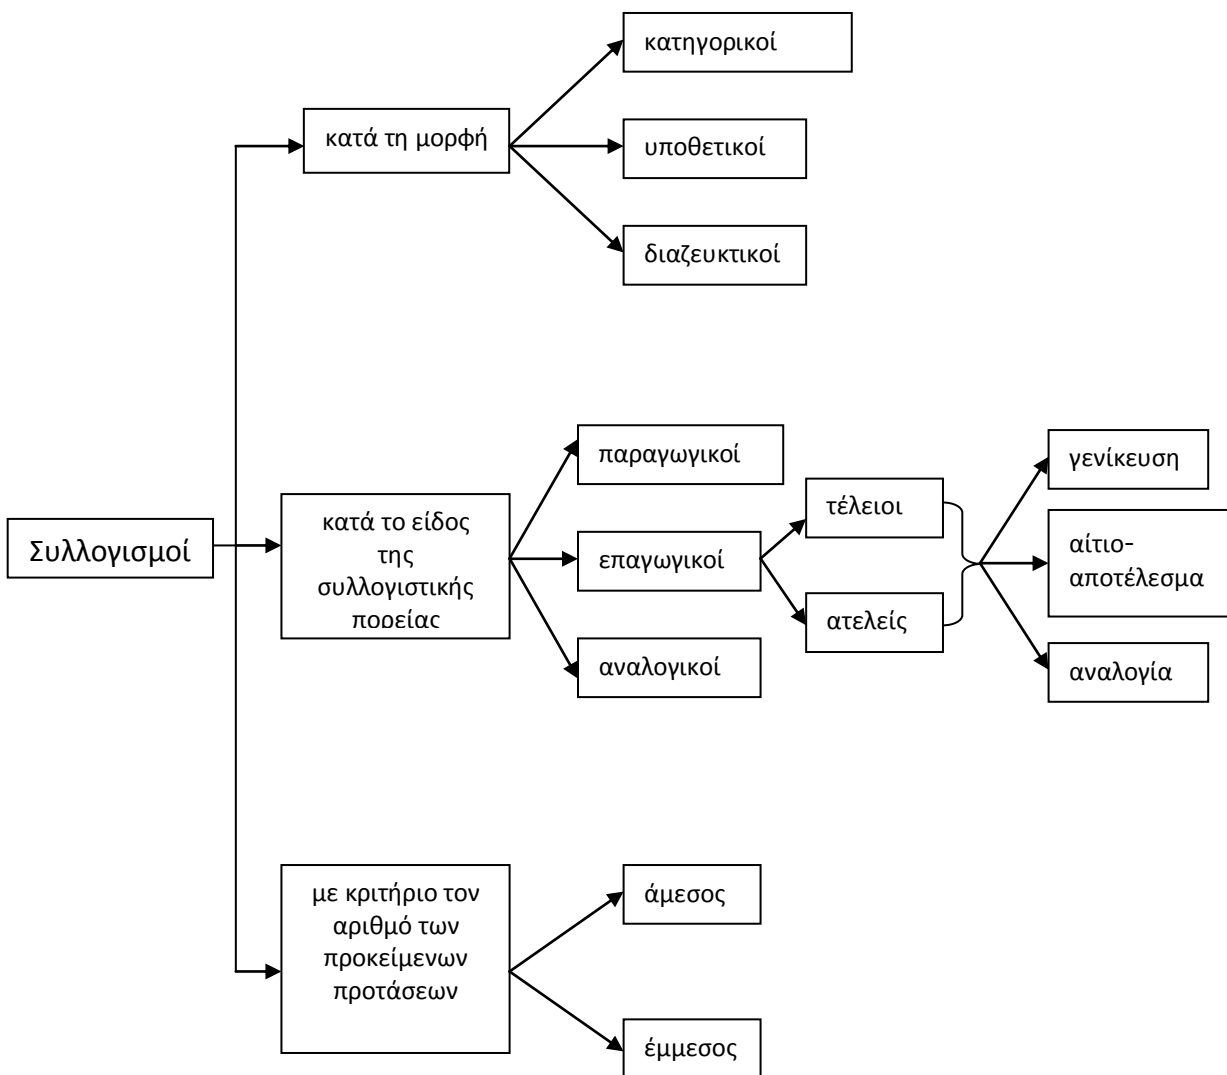 Συλλογισμοί
κατά τη μορφή
κατηγορικοί
υποθετικοί
διαζευκτικοί
κατά το είδος
της
συλλογιστικής
πορείας
παραγωγικοί
επαγωγικοί
αναλογικοί
τέλειοι
ατελείς
γενίκευση
αίτιο-
αποτέλεσμα
αναλογία
με κριτήριο τον
αριθμό των
προκείμενων
προτάσεων
άμεσος
έμμεσος